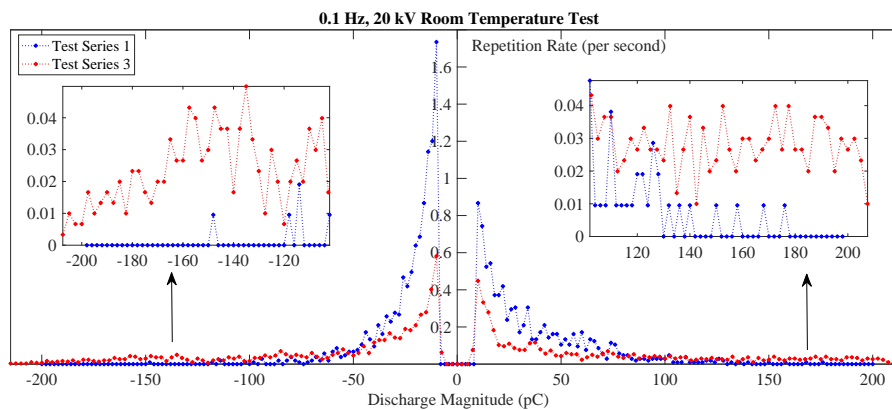 0.1 Hz, 20 kV Room Temperature Test
Test Series 1
Test Series 3
Repetition Rate (per second)
1.6
1.4
1.2
1
0.8
0.6
0.4
0.2
0
0.04
0.03
0.02
0.01
0
-200 -180 -160 -140 -120
0.04
0.03
0.02
0.01
0
120 140 160 180 200
-200 -150 -100 -50 0 50 100 150 200
Discharge Magnitude (pC)